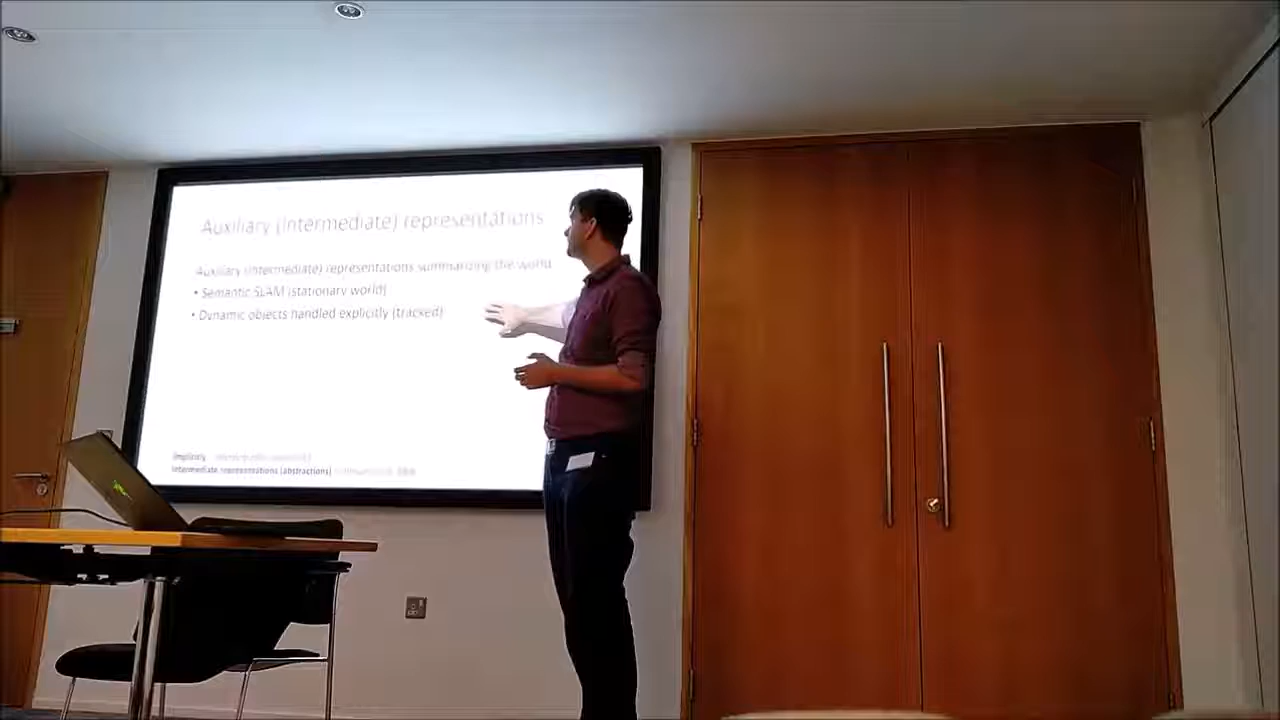 Auxiliary (intermediate) representations
Auxiliary (intermediate) representations summarizing the world
• Semantic SLAM (stationary world)
• Dynamic objects handled explicitly (tracked)
Implicitly
Intermediate representations (abstractions)